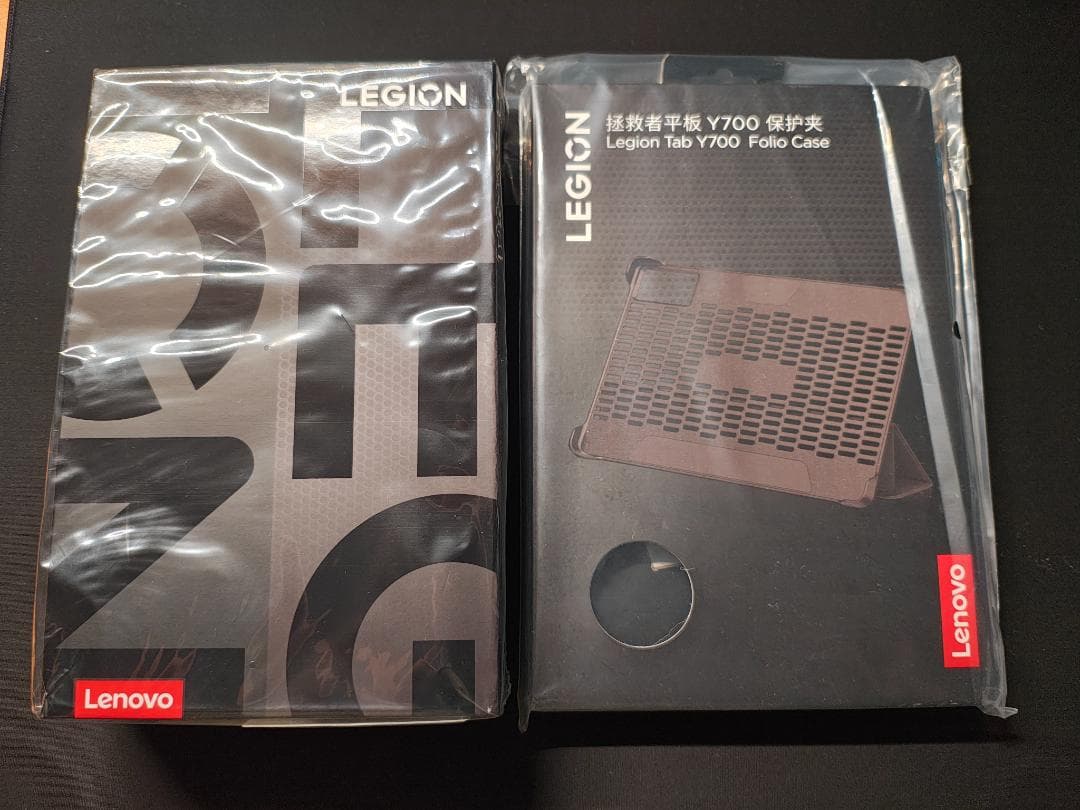 LEGION
Lenovo
LEGION
拯救者平板 Y700 保护夹
Legion Tab Y700 Folio Case
Lenovo